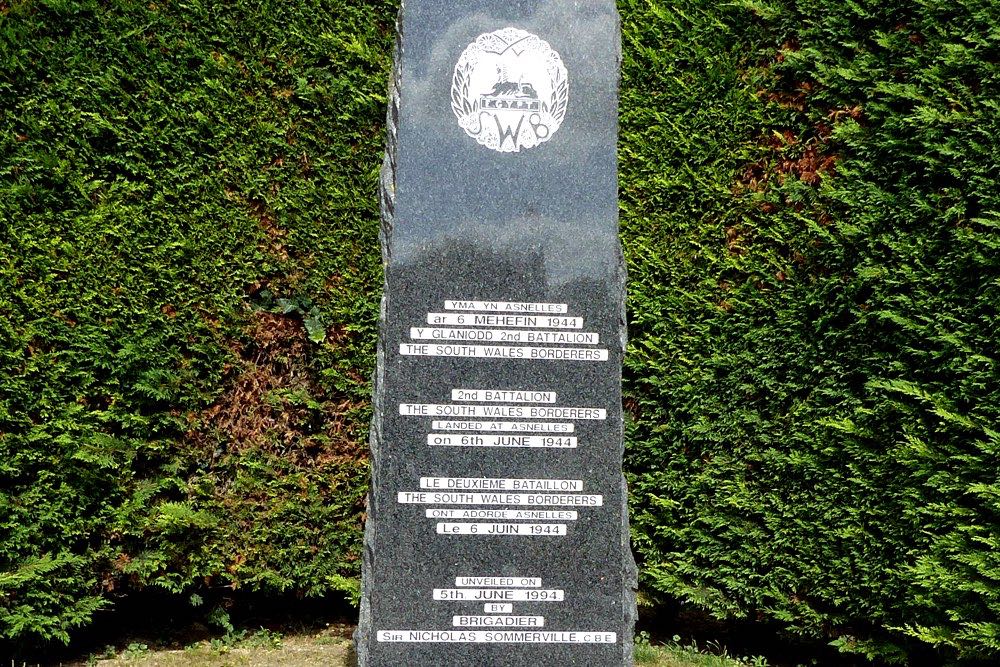 EGYPT
SWB
YMA YN ASNELLES
ar 6 MEHEFIN 1944
Y GLANIODD 2nd BATTALION
THE SOUTH WALES BORDERERS
2nd BATTALION
THE SOUTH WALES BORDERERS
LANDED AT ASNELLES
on 6th JUNE 1944
LE DEUXIEME BATAILLON
THE SOUTH WALES BORDERERS
ONT ADORDE ASNELLES
Le 6 JUIN 1944
UNVEILED ON
5th. JUNE 1994
BY
BRIGADIER
Sir NICHOLAS SOMMERVILLE. C B E